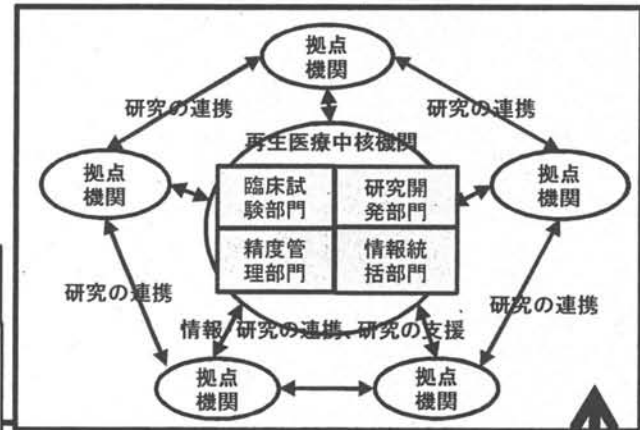 拠点
機関
研究の連携
研究の連携
再生医療中核機関
拠点
機関
臨床試
験部門
研究開
発部門
拠点
機関
精度管
理部門
情報統
括部門
研究の連携
研究の連携
情報、研究の連携、研究の支援
拠点
機関
拠点
機関